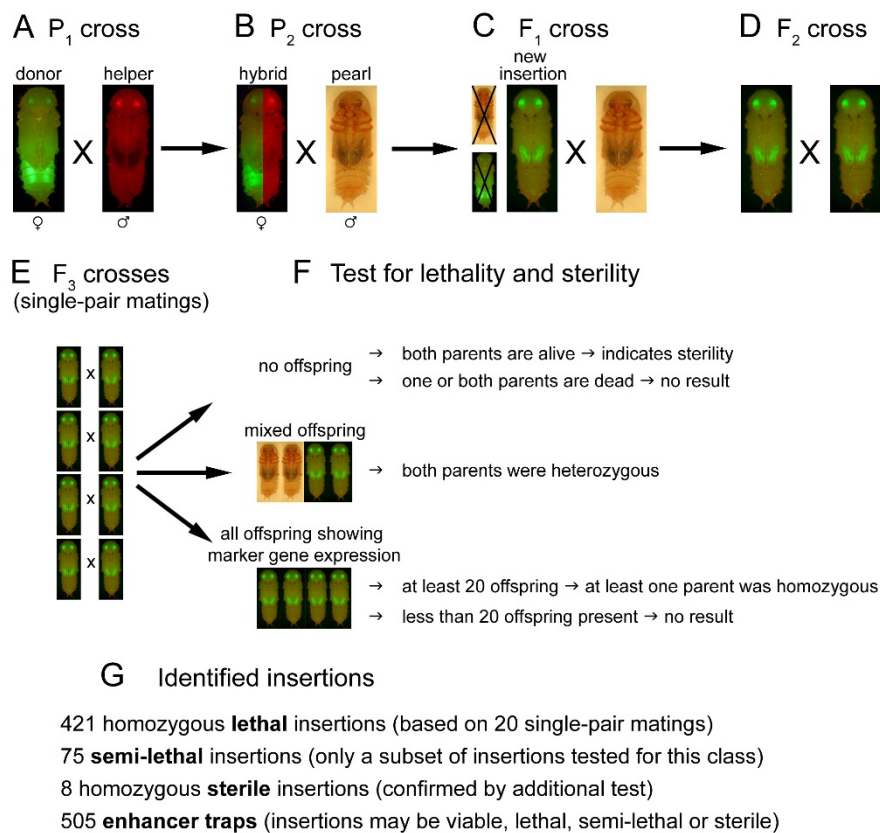 A P1 cross
B P2 cross
C F1 cross
D F2 cross
donor
helper
hybrid
pearl
new
insertion
X
X
X
X
♀
♂
♀
♂
E F3 crosses
(single-pair matings)
x
x
x
x
F Test for lethality and sterility
no offspring
→ both parents are alive → indicates sterility
→ one or both parents are dead → no result
mixed offspring
→ both parents were heterozygous
all offspring showing
marker gene expression
→ at least 20 offspring → at least one parent was homozygous
→ less than 20 offspring present → no result
G Identified insertions
421 homozygous lethal insertions (based on 20 single-pair matings)
75 semi-lethal insertions (only a subset of insertions tested for this class)
8 homozygous sterile insertions (confirmed by additional test)
505 enhancer traps (insertions may be viable, lethal, semi-lethal or sterile)